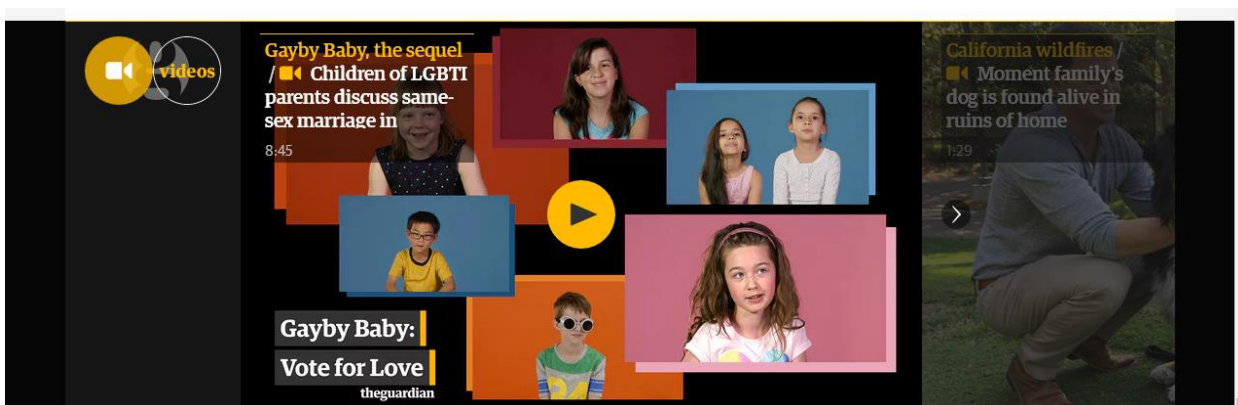 videos
Gayby Baby, the sequel
/ Children of LGBTI
parents discuss same-
sex marriage in
8:45
Gayby Baby:
Vote for Love
theguardian
California wildfires /
Moment family's
dog is found alive in
ruins of home
1:29